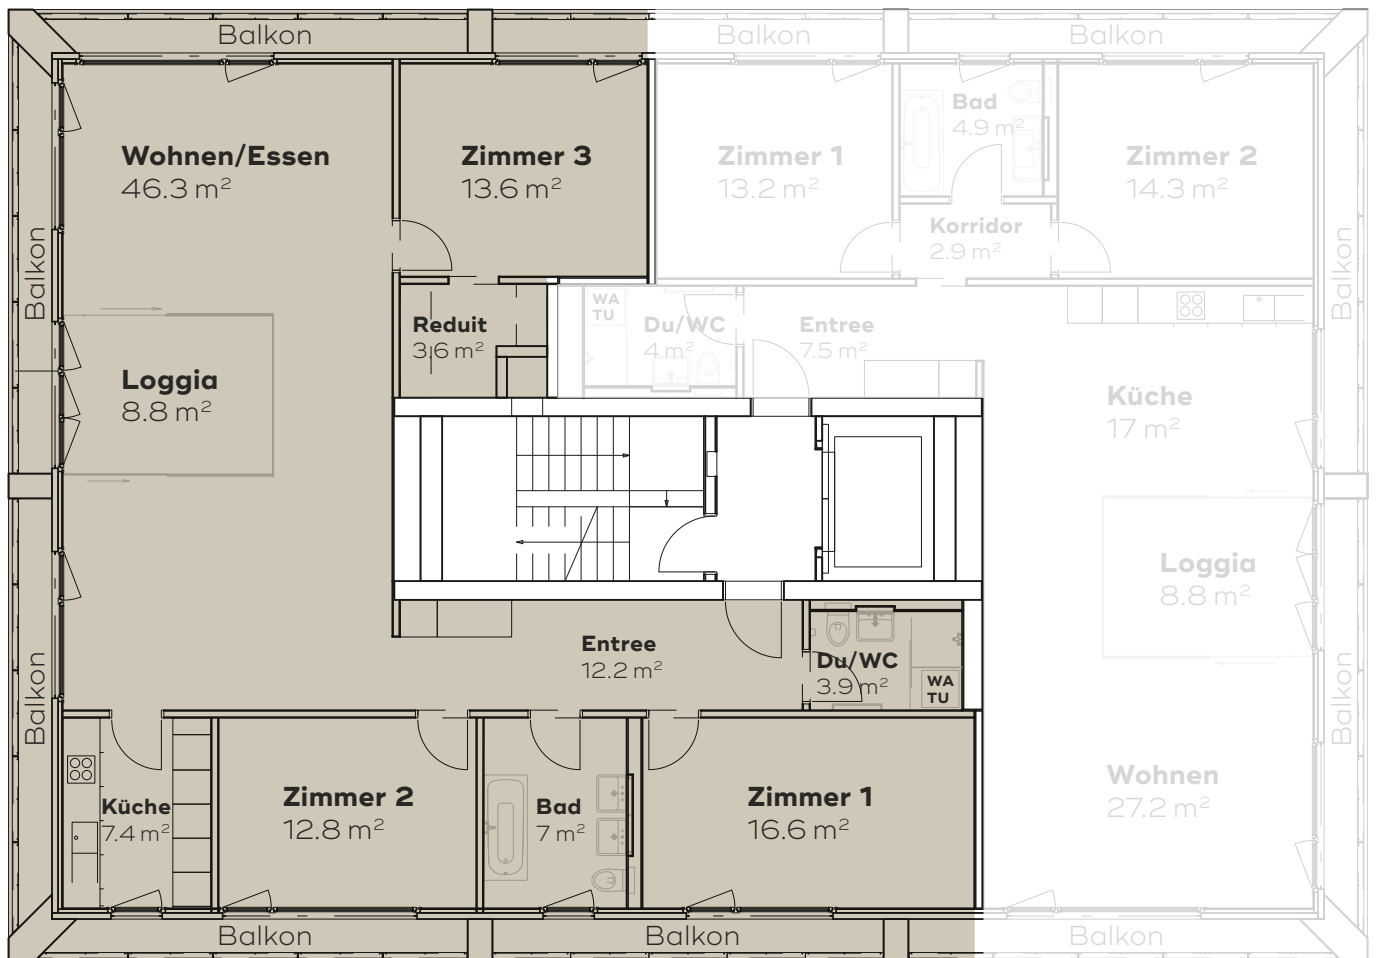 Balkon
Balkon
Balkon
Wohnen/Essen
46.3 m²
Zimmer 3
13.6 m²
Zimmer 1
13.2 m²
Bad
4.9 m²
Zimmer 2
14.3 m²
Korridor
2.9 m²
Balkon
Balkon
Reduit
3.6 m²
WA
TU
Du/WC
4 m²
Entree
7.5 m²
Loggia
8.8 m²
Küche
17 m²
Loggia
8.8 m²
Entree
12.2 m²
Du/WC
3.9 m²
WA
TU
Balkon
Balkon
Küche
7.4 m²
Zimmer 2
12.8 m²
Bad
7 m²
Zimmer 1
16.6 m²
Wohnen
27.2 m²
Balkon
Balkon
Balkon